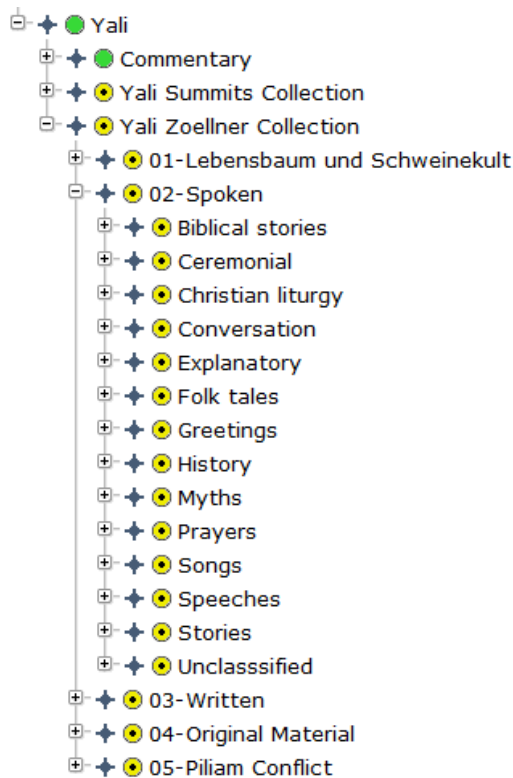 Yali
Commentary
Yali Summits Collection
Yali Zoellner Collection
01-Lebensbaum und Schweinekult
02-Spoken
Biblical stories
Ceremonial
Christian liturgy
Conversation
Explanatory
Folk tales
Greetings
History
Myths
Prayers
Songs
Speeches
Stories
Unclasssified
03-Written
04-Original Material
05-Piliam Conflict